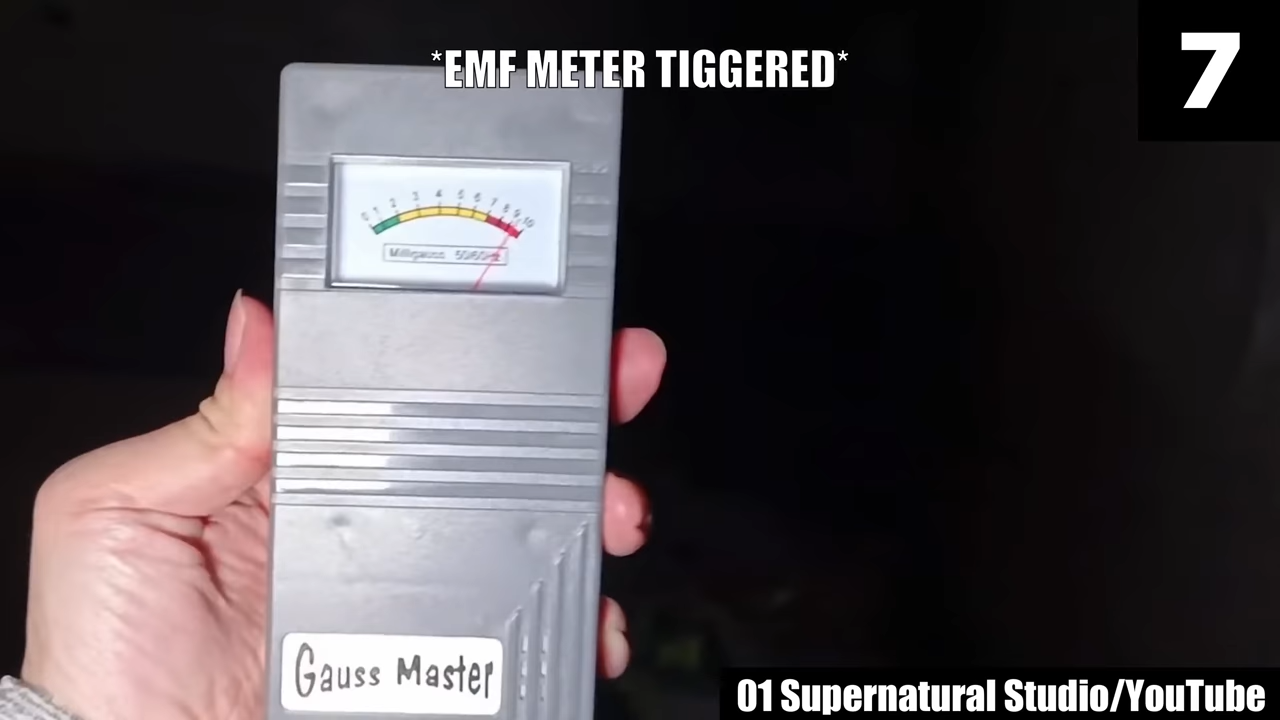 *EMF METER TIGGERED*
7
0 1 2 3 4 5 6 7 8 9 10
Milligauss 50/60Hz
Gauss Master
01 Supernatural Studio/YouTube